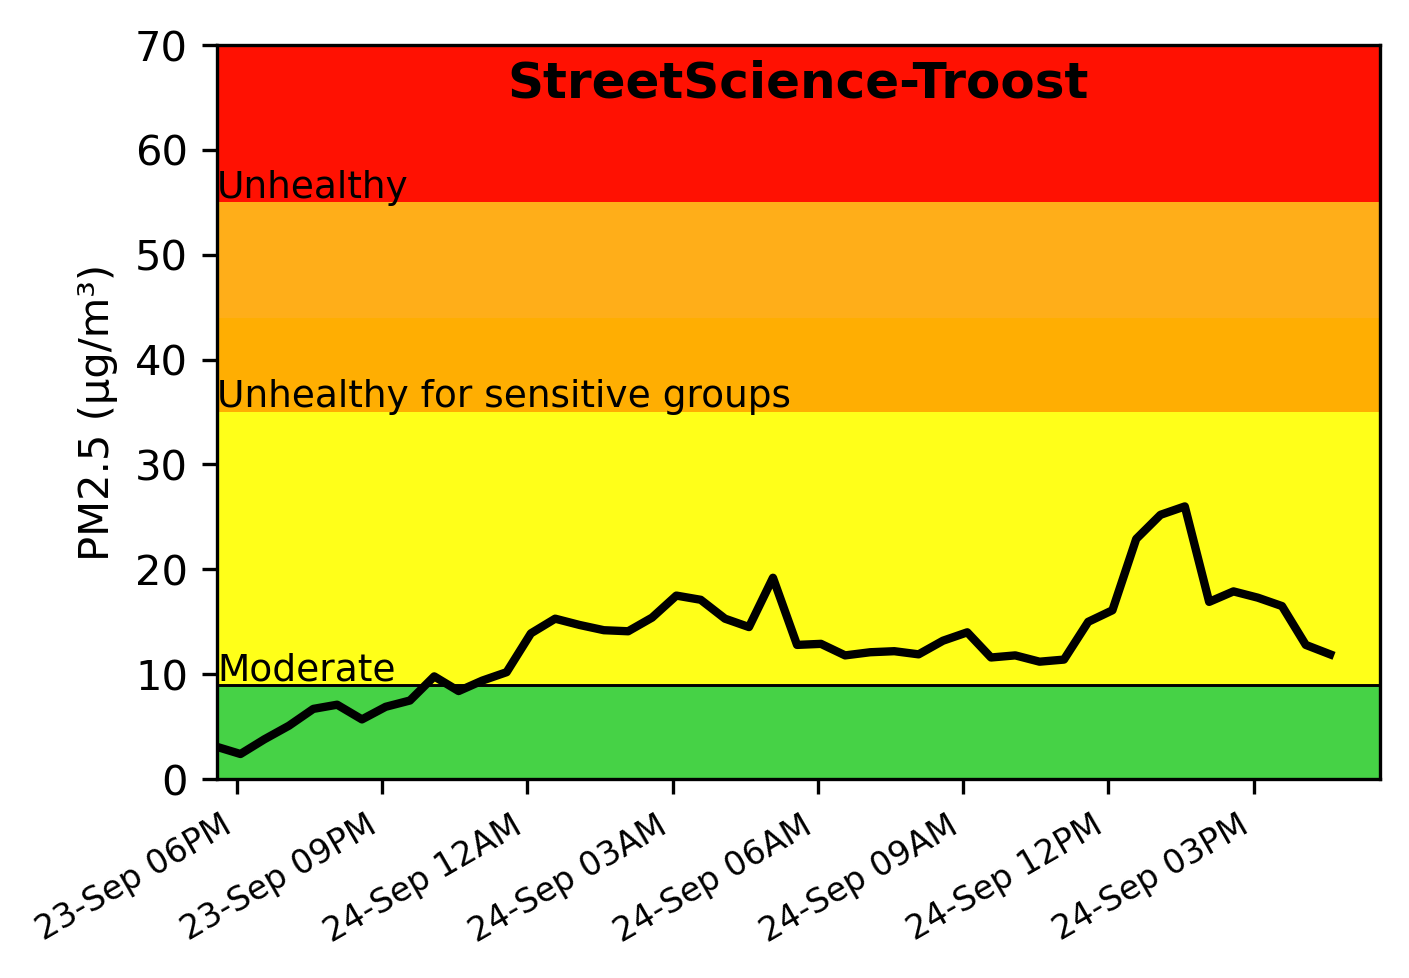 StreetScience-Troost
PM2.5 (µg/m³)
70
60
50
40
30
20
10
0
Unhealthy
Unhealthy for sensitive groups
Moderate
23-Sep 06PM
23-Sep 09PM
24-Sep 12AM
24-Sep 03AM
24-Sep 06AM
24-Sep 09AM
24-Sep 12PM
24-Sep 03PM